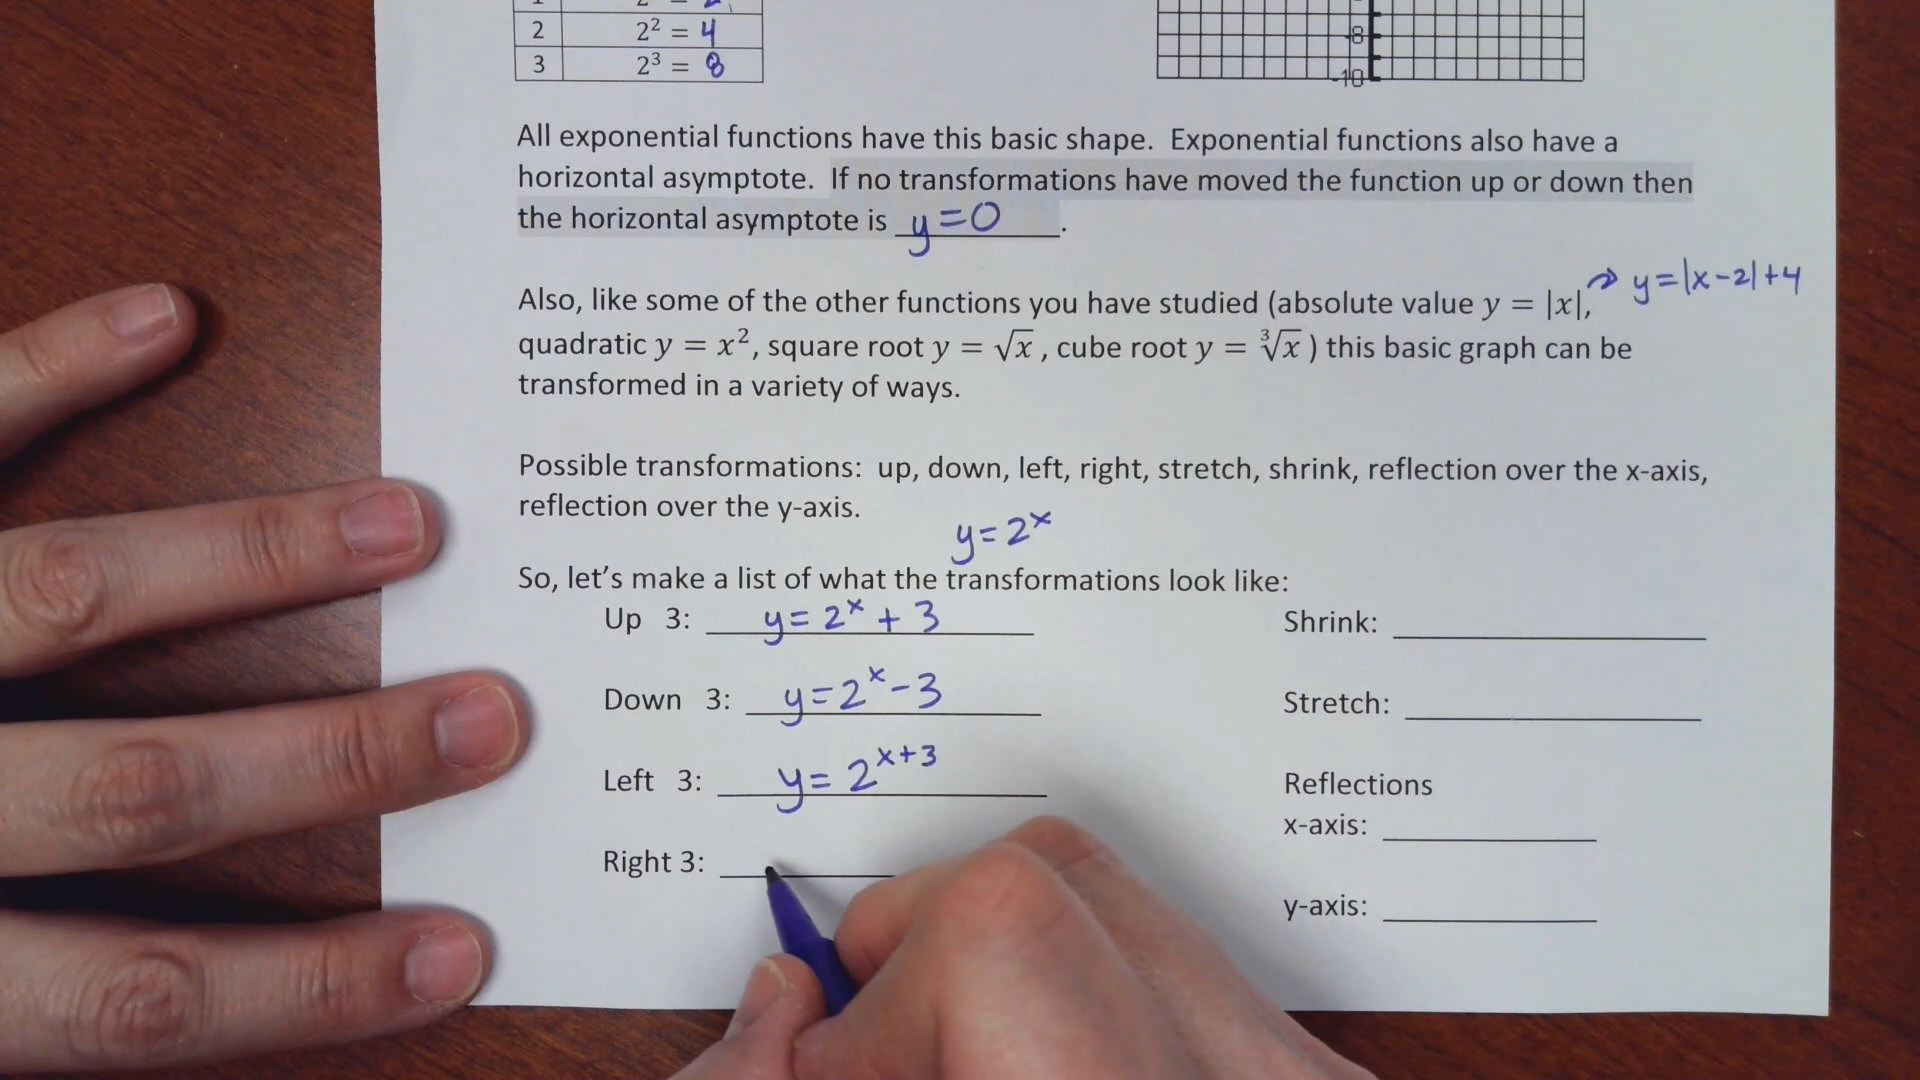 2 2² = 4
3 2³ = 8
-8
-10
All exponential functions have this basic shape. Exponential functions also have a
horizontal asymptote. If no transformations have moved the function up or down then
the horizontal asymptote is y=0.
y=|x-2|+4
Also, like some of the other functions you have studied (absolute value y = |x|,
quadratic y = x², square root y = √x , cube root y = ∛x ) this basic graph can be
transformed in a variety of ways.
Possible transformations: up, down, left, right, stretch, shrink, reflection over the x-axis,
reflection over the y-axis.
y=2ˣ
So, let's make a list of what the transformations look like:
Up 3: y=2ˣ+3
Shrink:
Down 3: y=2ˣ-3
Stretch:
Left 3: y=2ˣ⁺³
Reflections
x-axis:
Right 3:
y-axis: